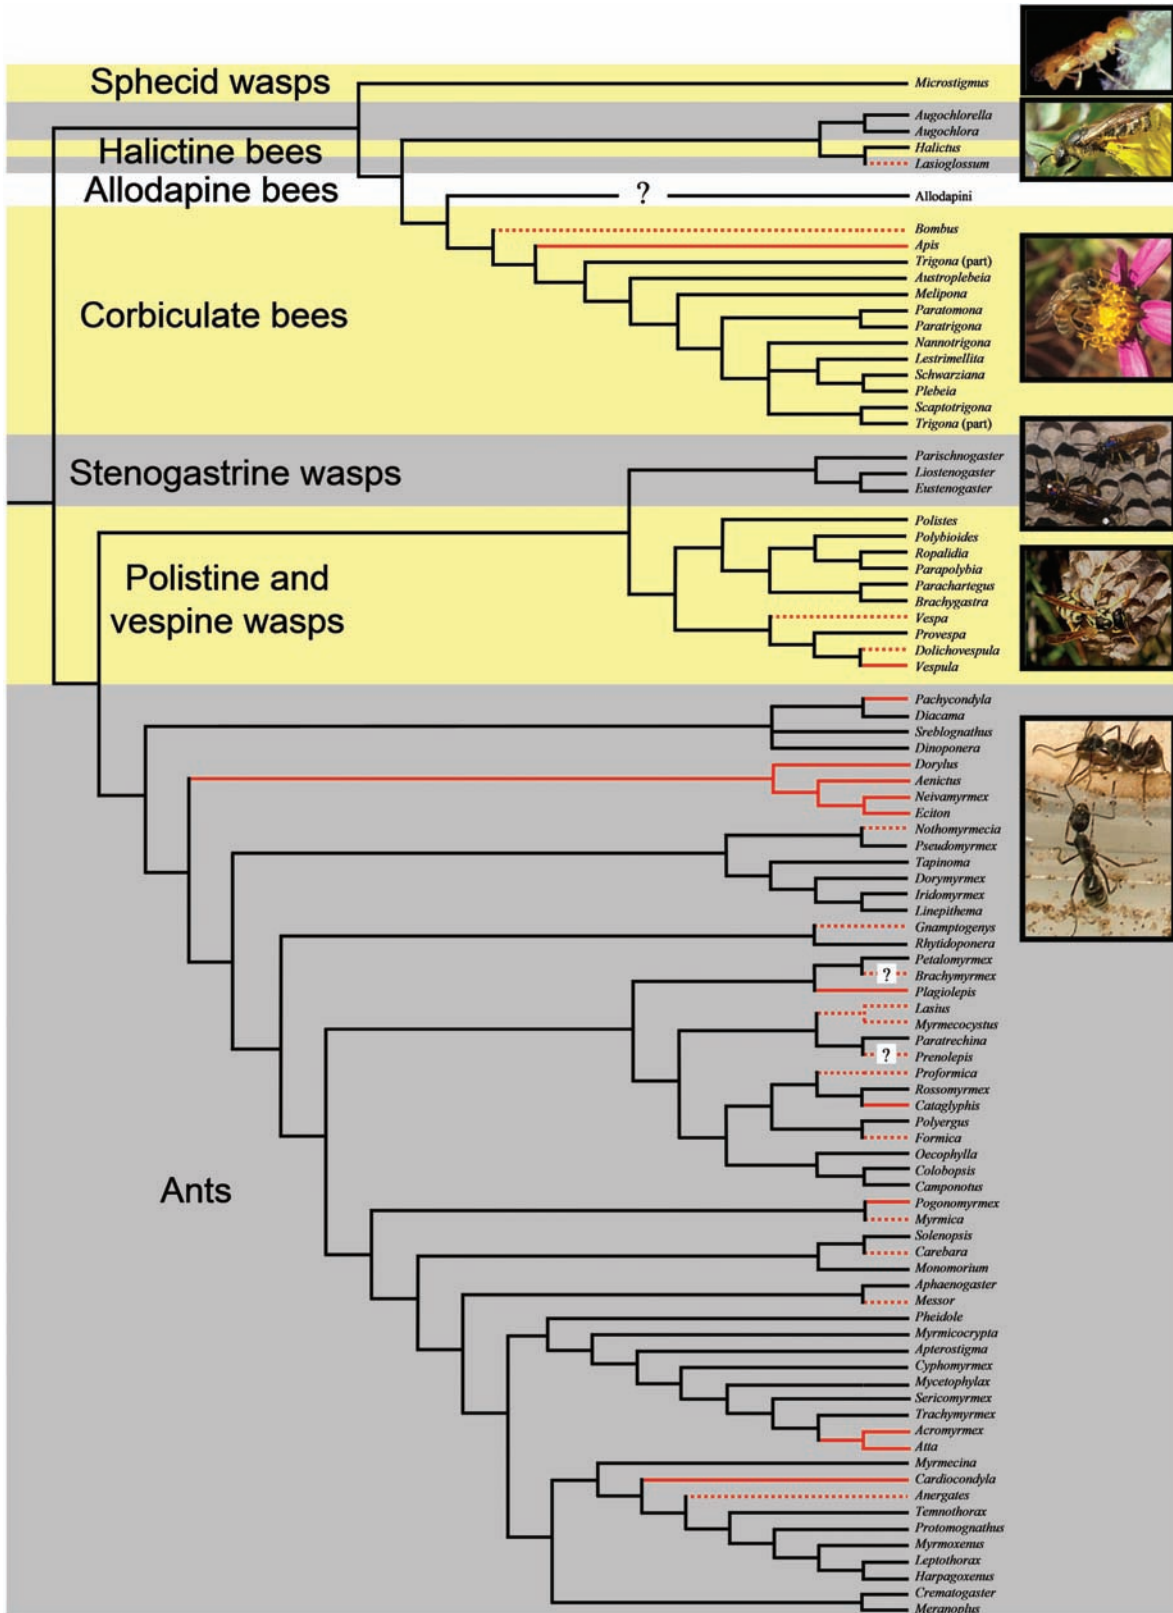 Sphecid wasps
Microstigmus
Augochlorella
Augochlora
Halictine bees
Halictus
Lasioglossum
Allodapine bees
?
Allodapini
Bombus
Apis
Trigona (part)
Austroplebeia
Corbiculate bees
Melipona
Paratomona
Paratrigona
Nannotrigona
Lestrimellita
Schwarziana
Plebeia
Scaptotrigona
Trigona (part)
Stenogastrine wasps
Parischnogaster
Liostenogaster
Eustenogaster
Polistine and
vespine wasps
Polistes
Polybioides
Ropalidia
Parapolybia
Parachartegus
Brachygastra
Vespa
Provespa
Dolichovespula
Vespula
Pachycondyla
Diacama
Sreblognathus
Dinoponera
Dorylus
Aenictus
Neivamyrmex
Eciton
Nothomyrmecia
Pseudomyrmex
Tapinoma
Dorymyrmex
Iridomyrmex
Linepithema
Gnamptogenys
Rhytidoponera
Petalomyrmex
? Brachymyrmex
Plagiolepis
Lasius
Myrmecocystus
Paratrechina
? Prenolepis
Proformica
Rossomyrmex
Cataglyphis
Polyergus
Formica
Oecophylla
Colobopsis
Camponotus
Ants
Pogonomyrmex
Myrmica
Solenopsis
Carebara
Monomorium
Aphaenogaster
Messor
Pheidole
Myrmicocrypta
Apterostigma
Cyphomyrmex
Mycetophylax
Sericomyrmex
Trachymyrmex
Acromyrmex
Atta
Myrmecina
Cardiocondyla
Anergates
Temnothorax
Protomognathus
Myrmoxenus
Leptothorax
Harpagoxenus
Crematogaster
Meranoplus